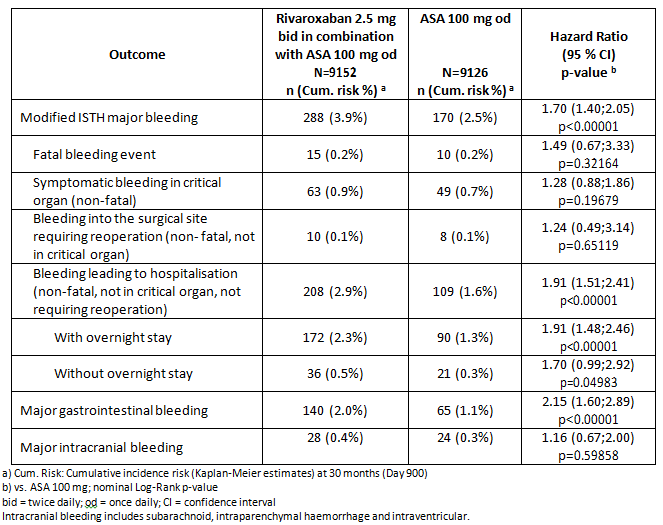 Outcome
Rivaroxaban 2.5 mg
bid in combination
with ASA 100 mg od
N=9152
n (Cum. risk %) a
ASA 100 mg od
N=9126
n (Cum. risk %) a
Hazard Ratio
(95 % CI)
p-value b
Modified ISTH major bleeding
288 (3.9%)
170 (2.5%)
1.70 (1.40;2.05)
p<0.00001
Fatal bleeding event
15 (0.2%)
10 (0.2%)
1.49 (0.67;3.33)
p=0.32164
Symptomatic bleeding in critical
organ (non-fatal)
63 (0.9%)
49 (0.7%)
1.28 (0.88;1.86)
p=0.19679
Bleeding into the surgical site
requiring reoperation (non- fatal, not
in critical organ)
10 (0.1%)
8 (0.1%)
1.24 (0.49;3.14)
p=0.65119
Bleeding leading to hospitalisation
(non-fatal, not in critical organ, not
requiring reoperation)
208 (2.9%)
109 (1.6%)
1.91 (1.51;2.41)
p<0.00001
With overnight stay
172 (2.3%)
90 (1.3%)
1.91 (1.48;2.46)
p<0.00001
Without overnight stay
36 (0.5%)
21 (0.3%)
1.70 (0.99;2.92)
p=0.04983
Major gastrointestinal bleeding
140 (2.0%)
65 (1.1%)
2.15 (1.60;2.89)
p<0.00001
Major intracranial bleeding
28 (0.4%)
24 (0.3%)
1.16 (0.67;2.00)
p=0.59858
a) Cum. Risk: Cumulative incidence risk (Kaplan-Meier estimates) at 30 months (Day 900)
b) vs. ASA 100 mg; nominal Log-Rank p-value
bid = twice daily; od = once daily; CI = confidence interval
Intracranial bleeding includes subarachnoid, intraparenchymal haemorrhage and intraventricular.